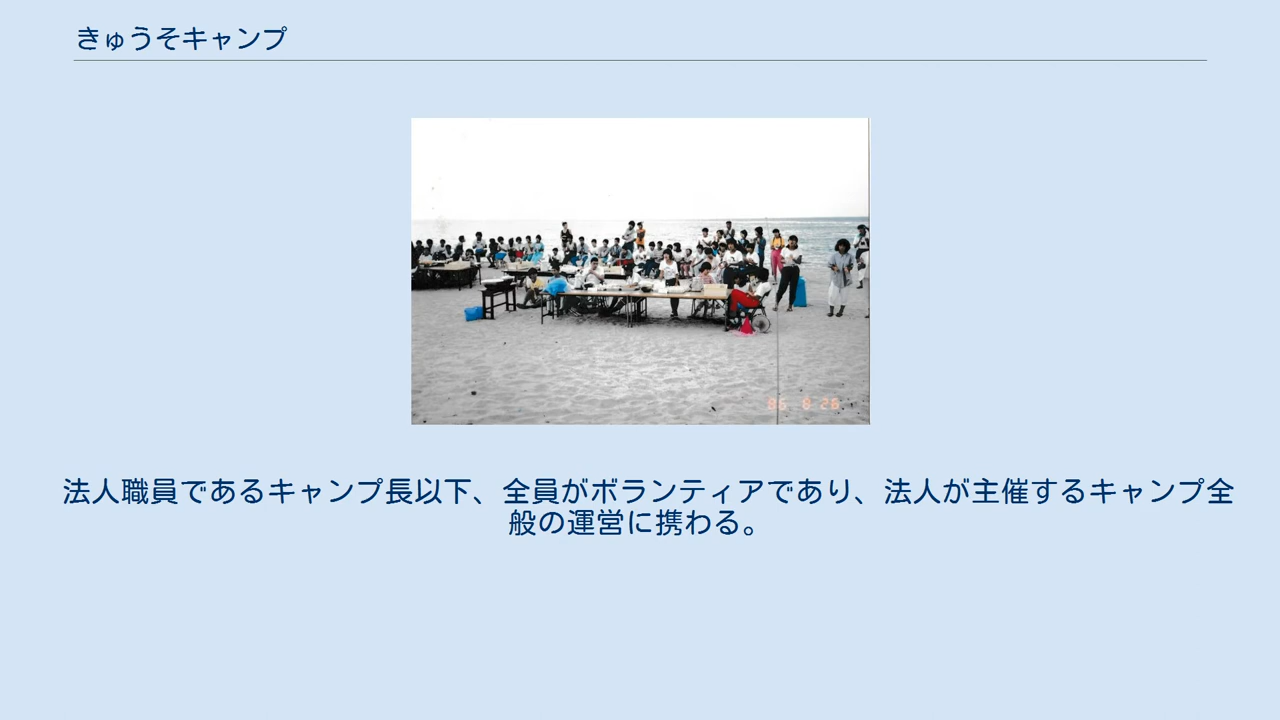 きゅうそキャンプ
法人職員であるキャンプ長以下、全員がボランティアであり、法人が主催するキャンプ全
般の運営に携わる。